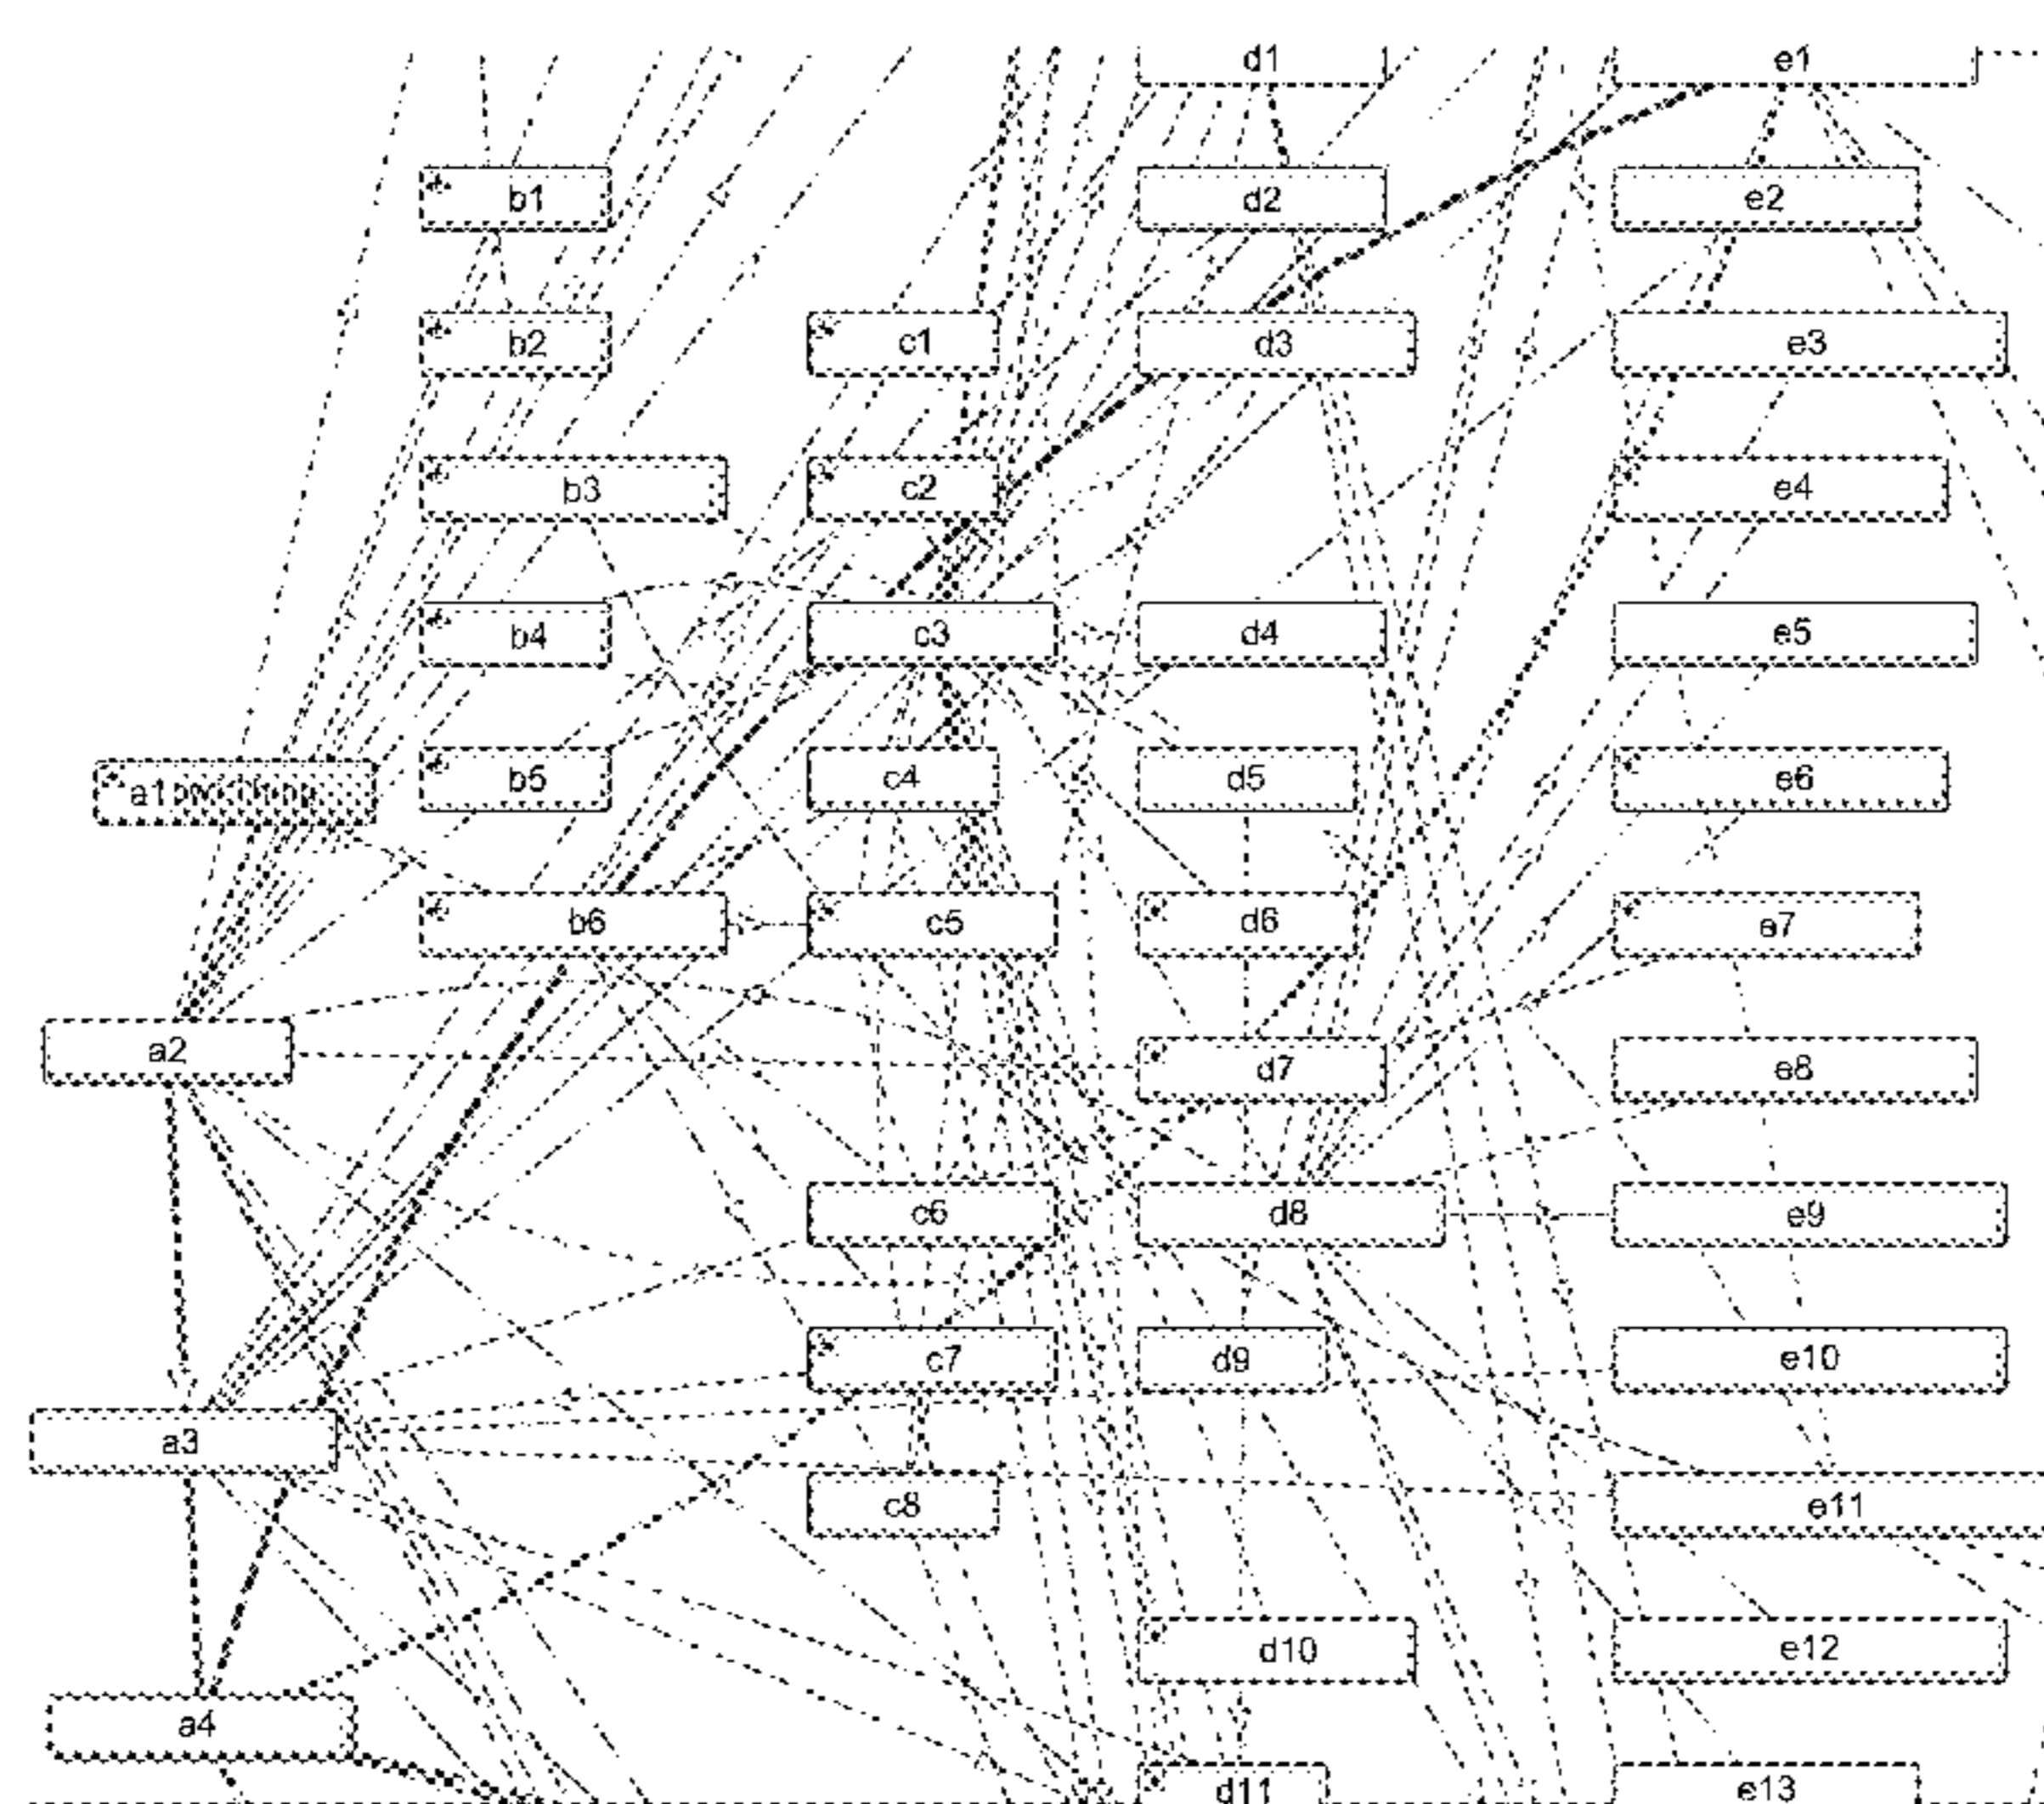 d1 e1
b1 d2 e2
b2 c1 d3 e3
b3 c2 e4
b4 c3 d4 e5
a1 b5 c4 d5 e6
b6 c5 d6 e7
a2 d7 e8
c6 d8 e9
c7 d9 e10
a3 c8 e11
d10 e12
a4 d11 e13